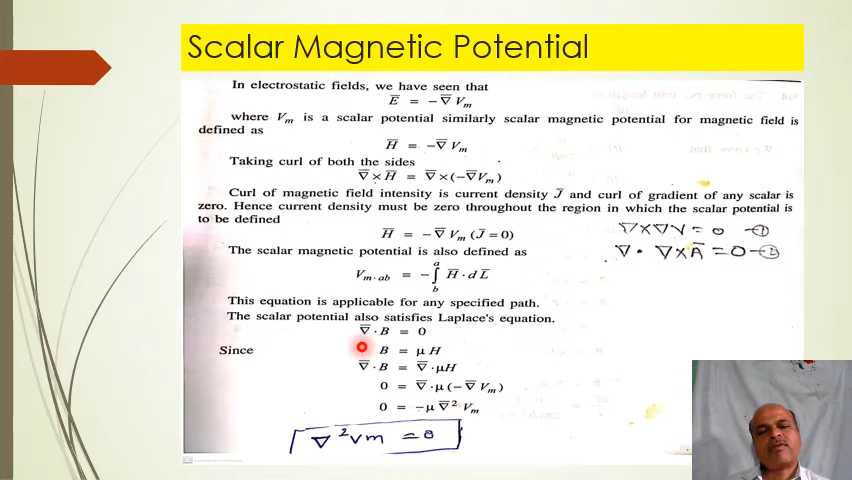 Scalar Magnetic Potential
In electrostatic fields, we have seen that
E̅ = −∇̅ Vₘ
where Vₘ is a scalar potential similarly scalar magnetic potential for magnetic field is
defined as
H̅ = −∇̅ Vₘ
Taking curl of both the sides
∇̅ × H̅ = ∇̅ × (−∇̅Vₘ)
Curl of magnetic field intensity is current density J̅ and curl of gradient of any scalar is
zero. Hence current density must be zero throughout the region in which the scalar potential is
to be defined
∇×∇V = 0 —①
H̅ = −∇̅ Vₘ (J̅ = 0)
∇ · ∇×A̅ = 0 —②
The scalar magnetic potential is also defined as
Vₘ.ab = −∫ₐᵇ H̅ · d L̅
This equation is applicable for any specified path.
The scalar potential also satisfies Laplace's equation.
∇̅ · B = 0
Since B = μ H
∇̅ · B = ∇̅ · μH
0 = ∇̅ · μ (−∇̅ Vₘ)
0 = −μ ∇̅² Vₘ
∇²Vm = 0